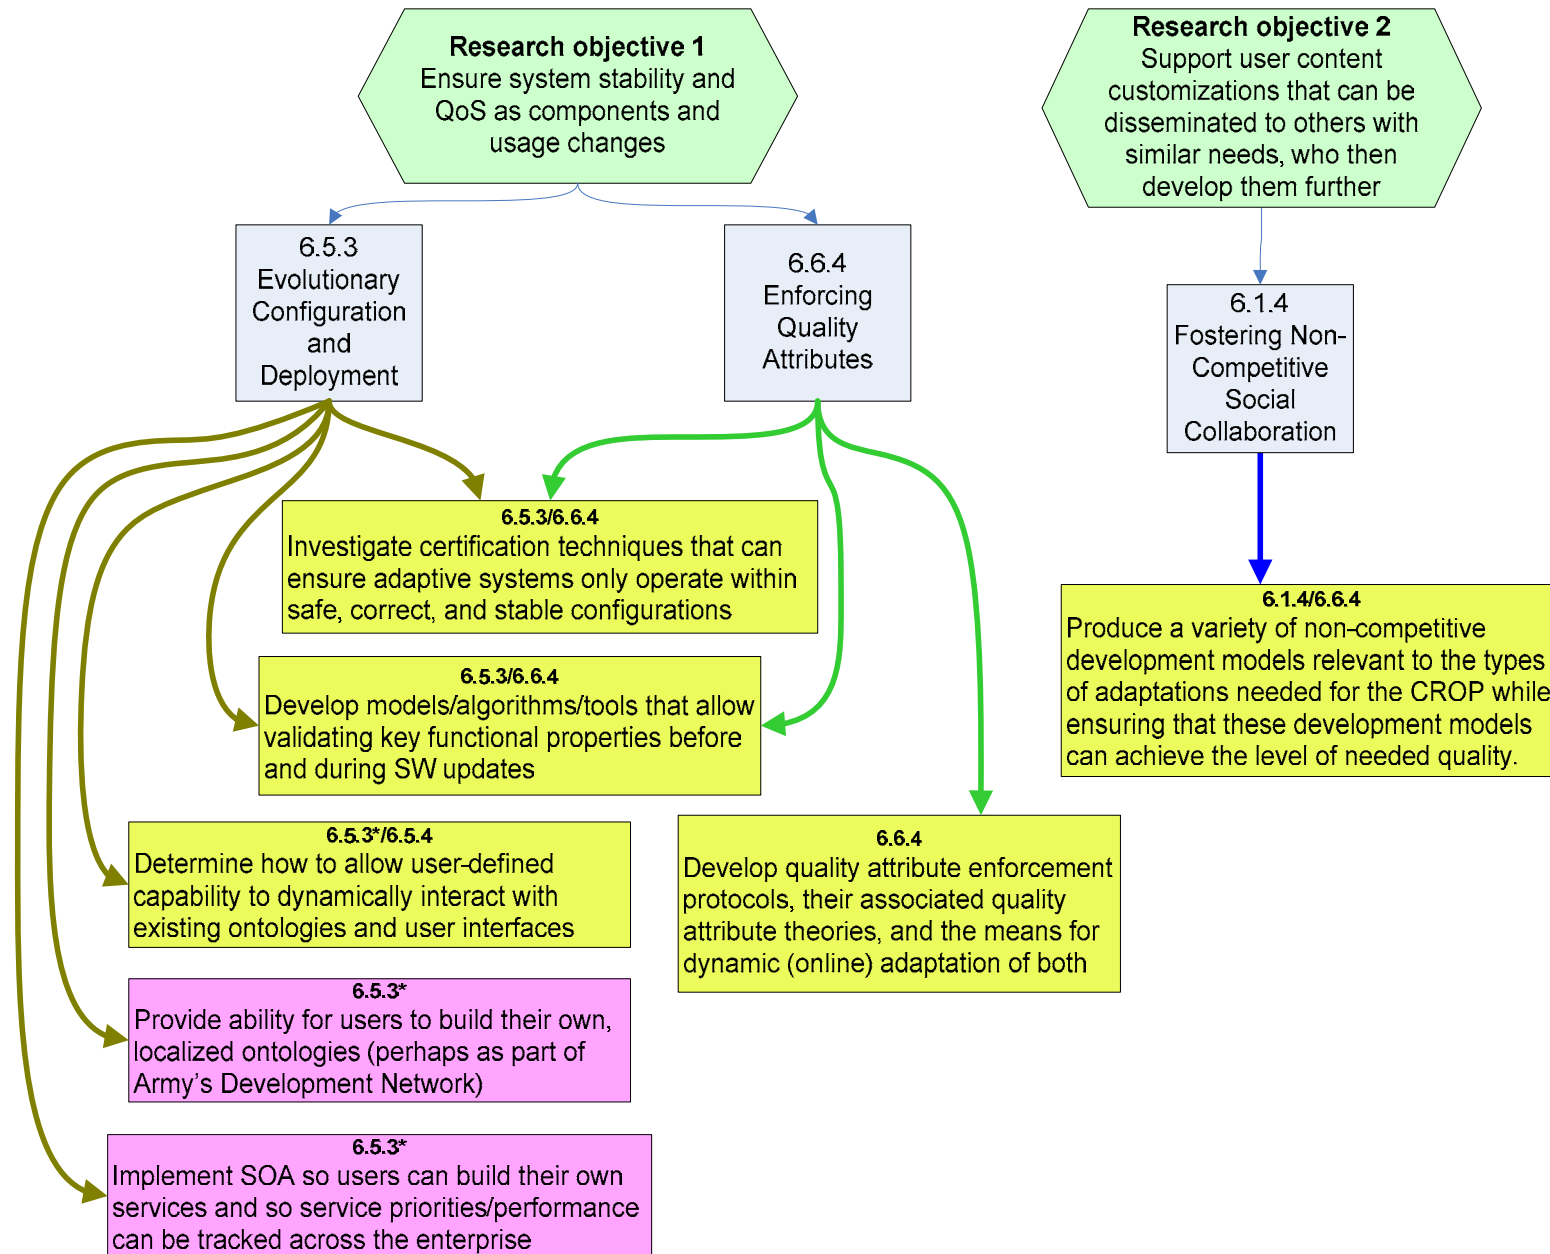 Research objective 1
Ensure system stability and
QoS as components and
usage changes
Research objective 2
Support user content
customizations that can be
disseminated to others with
similar needs, who then
develop them further
6.5.3
Evolutionary
Configuration
and
Deployment
6.6.4
Enforcing
Quality
Attributes
6.1.4
Fostering Non-
Competitive
Social
Collaboration
6.5.3/6.6.4
Investigate certification techniques that can
ensure adaptive systems only operate within
safe, correct, and stable configurations
6.5.3/6.6.4
Develop models/algorithms/tools that allow
validating key functional properties before
and during SW updates
6.1.4/6.6.4
Produce a variety of non-competitive
development models relevant to the types
of adaptations needed for the CROP while
ensuring that these development models
can achieve the level of needed quality.
6.5.3*/6.5.4
Determine how to allow user-defined
capability to dynamically interact with
existing ontologies and user interfaces
6.6.4
Develop quality attribute enforcement
protocols, their associated quality
attribute theories, and the means for
dynamic (online) adaptation of both
6.5.3*
Provide ability for users to build their own,
localized ontologies (perhaps as part of
Army's Development Network)
6.5.3*
Implement SOA so users can build their own
services and so service priorities/performance
can be tracked across the enterprise